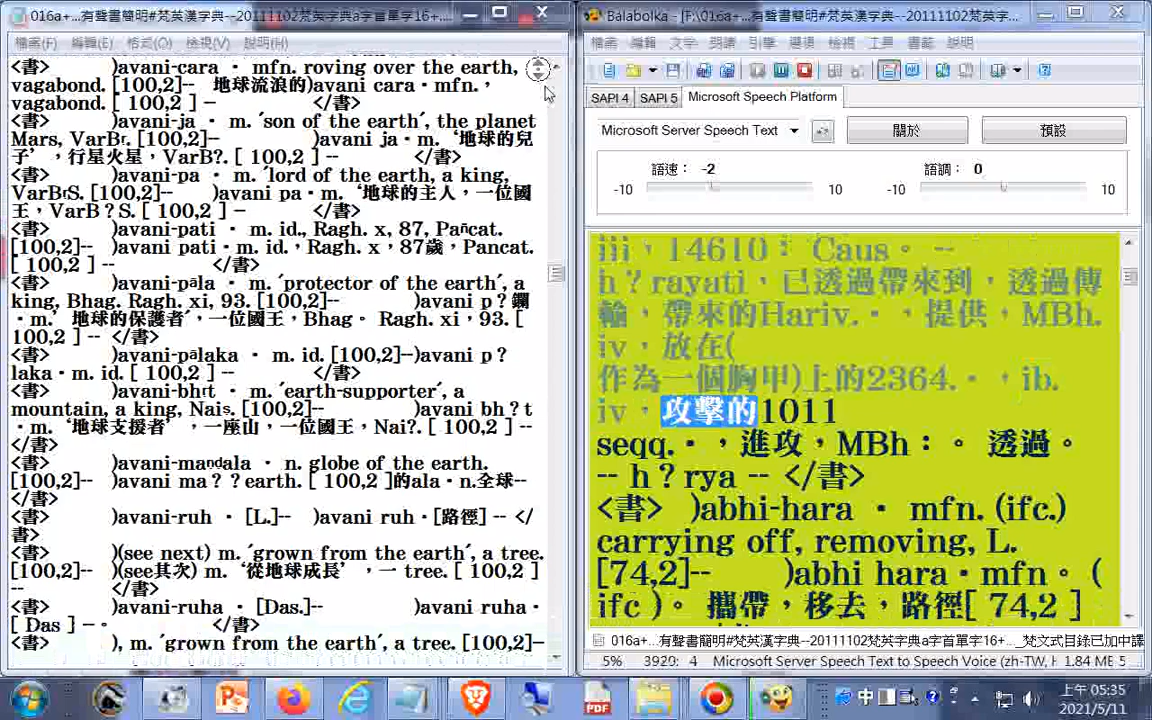 016a+...有聲書簡明#梵英漢字典--20111102梵英字典a字首單字16+...
檔案(F) 編輯(E) 格式(O) 檢視(V) 說明(H)
<書> )avani-cara ‧ mfn. roving over the earth,
vagabond. [100,2]-- 地球流浪的)avani cara‧mfn.,
vagabond. [ 100,2 ] -- </書>
<書> )avani-ja ‧ m. ´son of the earth´, the planet
Mars, VarBr. [100,2]-- )avani ja‧m.‘地球的兒
子’,行星火星,VarB?. [ 100,2 ] -- </書>
<書> )avani-pa ‧ m. ´lord of the earth, a king,
VarBrS. [100,2]-- )avani pa‧m.‘地球的主人,一位國
王,VarB?S. [ 100,2 ] -- </書>
<書> )avani-pati ‧ m. id., Ragh. x, 87, Pañcat.
[100,2]-- )avani pati‧m. id.,Ragh. x,87歲,Pancat.
[ 100,2 ] -- </書>
<書> )avani-pāla ‧ m. ´protector of the earth´, a
king, Bhag. Ragh. xi, 93. [100,2]-- )avani p?鑭
‧m.‘地球的保護者’,一位國王,Bhag。 Ragh. xi,93. [
100,2 ] -- </書>
<書> )avani-pālaka ‧ m. id. [100,2]--)avani p?
laka‧m. id. [ 100,2 ] -- </書>
<書> )avani-bhṛt ‧ m. ´earth-supporter´, a
mountain, a king, Nais. [100,2]-- )avani bh?t
‧m.‘地球支援者’,一座山,一位國王,Nai?. [ 100,2 ] --
</書>
<書> )avani-maṇḍala ‧ n. globe of the earth.
[100,2]-- )avani ma??earth. [ 100,2 ]的ala‧n.全球--
</書>
<書> )avani-ruh ‧ [L.]-- )avani ruh‧[路徑] -- </
書>
<書> )(see next) m. ´grown from the earth´, a tree.
[100,2]-- )(see其次) m.‘從地球成長’,一 tree. [ 100,2 ]
-- </書>
<書> )avani-ruha ‧ [Das.]-- )avani ruha‧
[ Das ] -- 。 </書>
<書> ), m. ´grown from the earth´, a tree. [100,2]--
Balabolka - [F:\016a+...有聲書簡明#梵英漢字典--20111102梵英字...
檔案 編輯 文字 朗讀 引擎 選項 檢視 工具 書籤 說明
SAPI 4 SAPI 5 Microsoft Speech Platform
Microsoft Server Speech Text 關於 預設
語速: -2 語調: 0
-10 10 -10 10
iii,14610: Caus。 --
h?rayati,已透過帶來到,透過傳
輸,帶來的Hariv.‧,提供,MBh.
iv,放在(
作為一個胸甲)上的2364.‧,ib.
iv,攻擊的1011
seqq.‧,進攻,MBh:。 透過。
-- h?rya -- </書>
<書> )abhi-hara ‧ mfn. (ifc.)
carrying off, removing, L.
[74,2]-- )abhi hara‧mfn。 (
ifc )。 攜帶,移去,路徑[ 74,2 ]
016a+...有聲書簡明#梵英漢字典--20111102梵英字典a字首單字16+..._梵文式目錄已加中譯
5% 3929: 4 Microsoft Server Speech Text to Speech Voice (zh-TW, H 1.84 MB 5
中
上午 05:35
2021/5/11
PDF